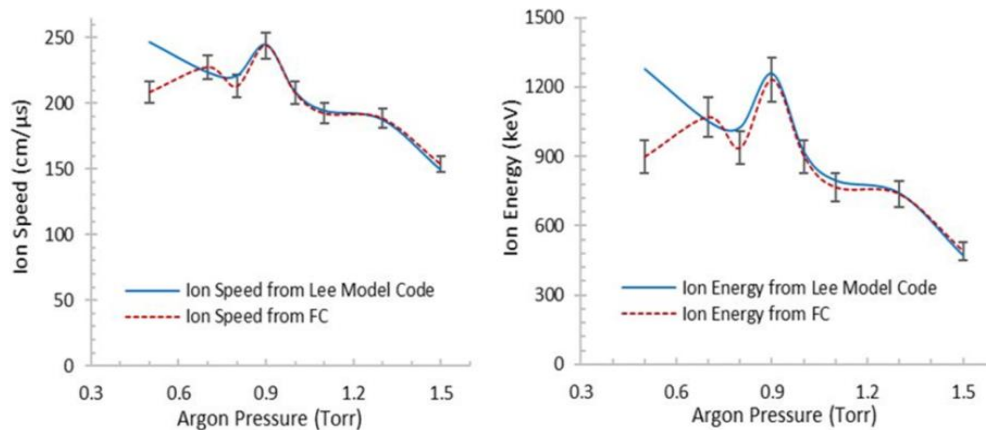 250
200
150
100
50
0
Ion Speed (cm/μs)
Ion Speed from Lee Model Code
Ion Speed from FC
0.3 0.6 0.9 1.2 1.5
Argon Pressure (Torr)
1500
1200
900
600
300
0
Ion Energy (keV)
Ion Energy from Lee Model Code
Ion Energy from FC
0.3 0.6 0.9 1.2 1.5
Argon Pressure (Torr)